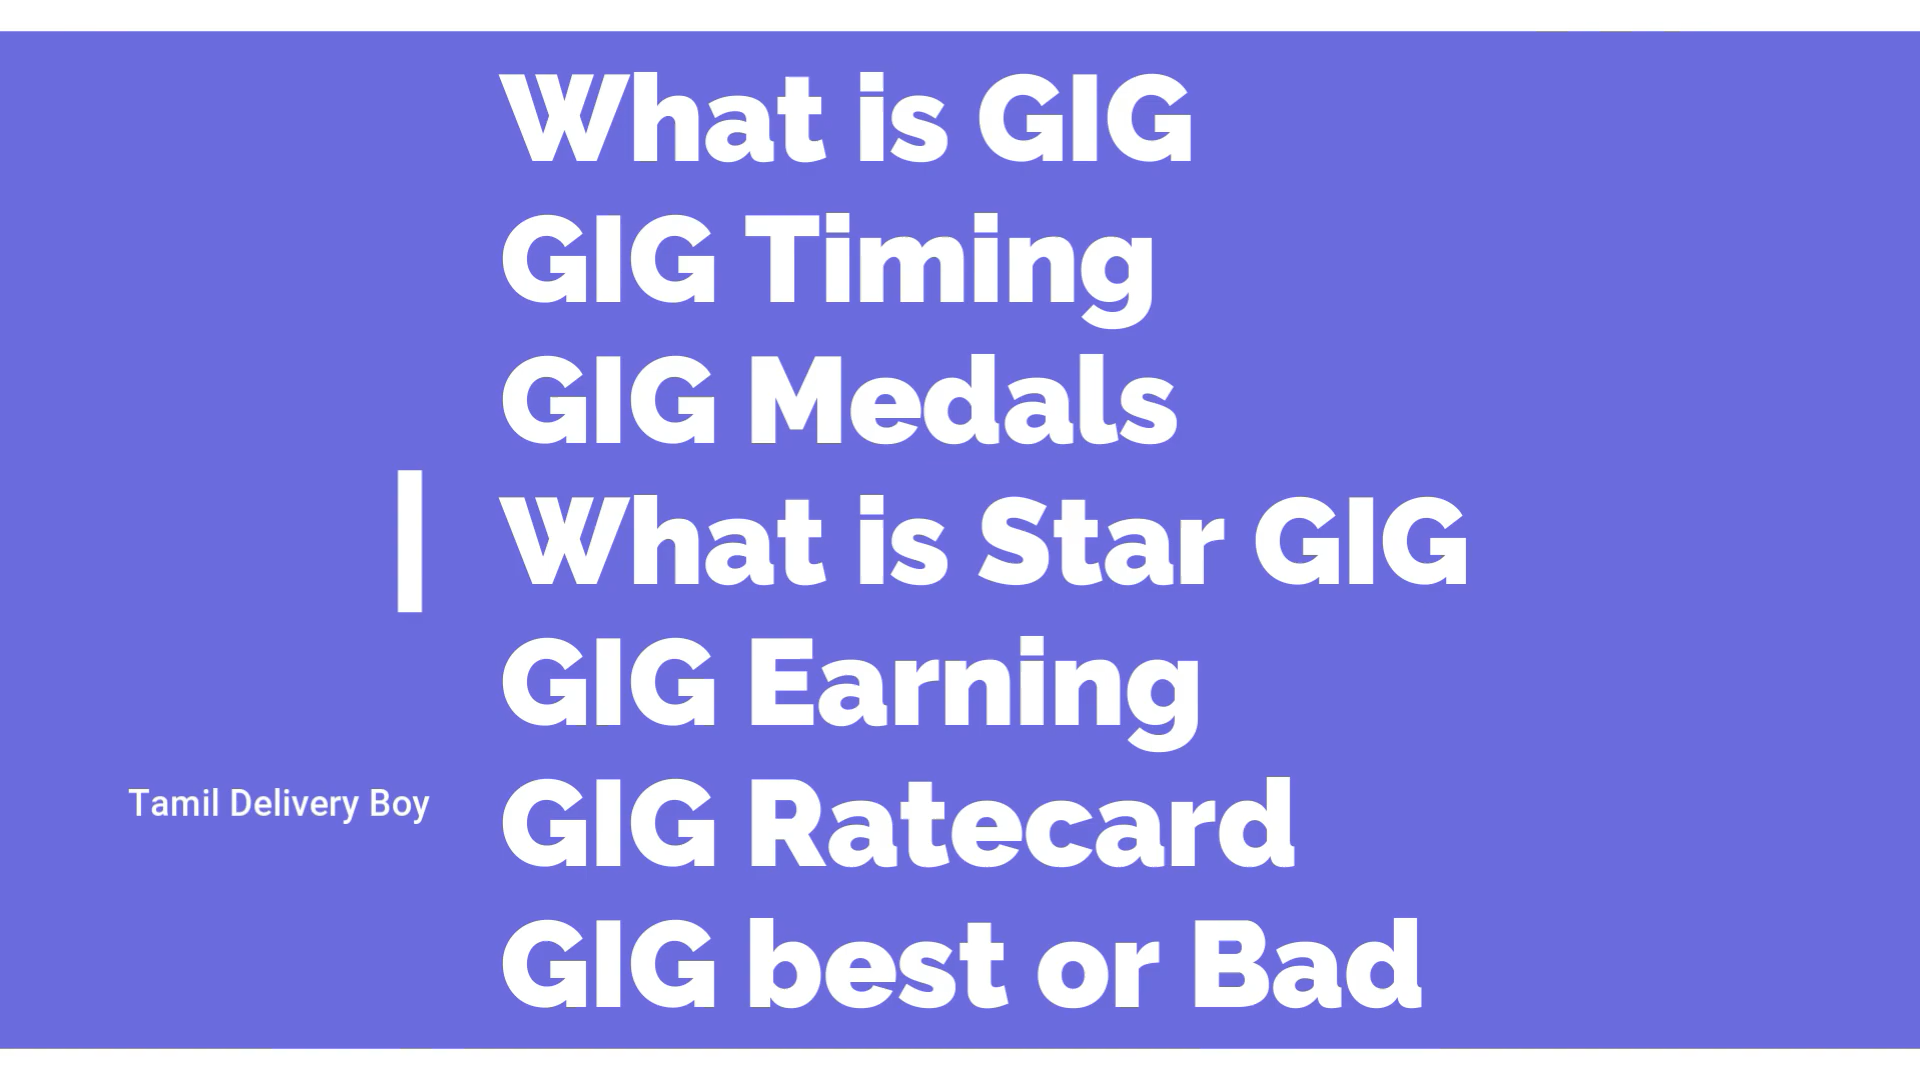 What is GIG
GIG Timing
GIG Medals
What is Star GIG
GIG Earning
Tamil Delivery Boy
GIG Ratecard
GIG best or Bad